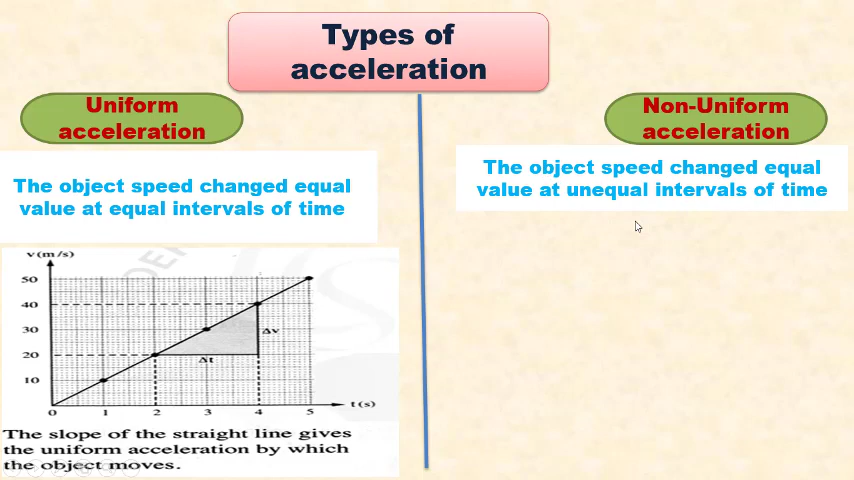 Types of
acceleration
Uniform
acceleration
Non-Uniform
acceleration
The object speed changed equal
value at equal intervals of time
The object speed changed equal
value at unequal intervals of time
v(m/s)
50
40
30
20
10
Δv
Δt
0 1 2 3 4 5
t(s)
The slope of the straight line gives
the uniform acceleration by which
the object moves.